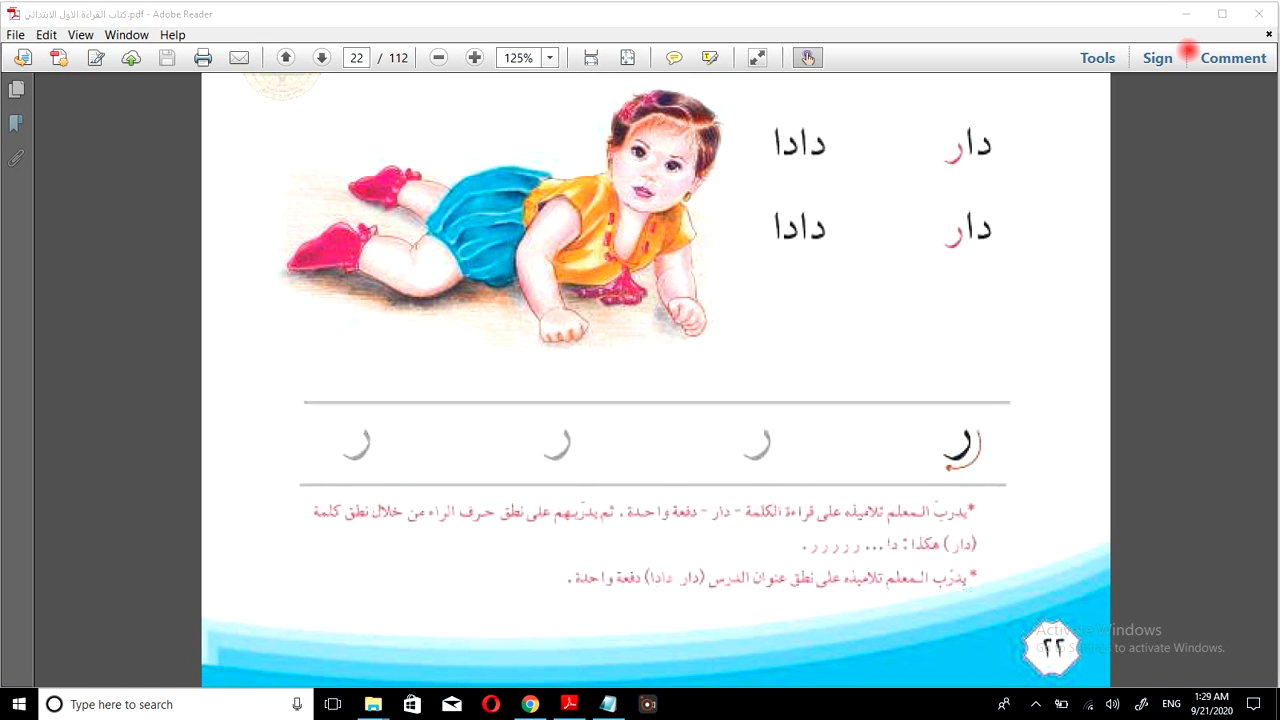 كتاب القراءة الاول الابتدائي.pdf - Adobe Reader
File Edit View Window Help
22 / 112 125% Tools Sign Comment
دار دادا
دار دادا
ر ر ر ر
*يدربّ المعلم تلاميذه على قراءة الكلمة - دار - دفعة واحدة . ثم يدرّبهم على نطق حرف الراء من خلال نطق كلمة
(دار) هكذا : دا ... ر ر ر ر ر .
* يدرّب المعلم تلاميذه على نطق عنوان الدرس (دار دادا) دفعة واحدة .
٢٢
Activate Windows
Go to Settings to activate Windows.
Type here to search
ENG 1:29 AM
9/21/2020